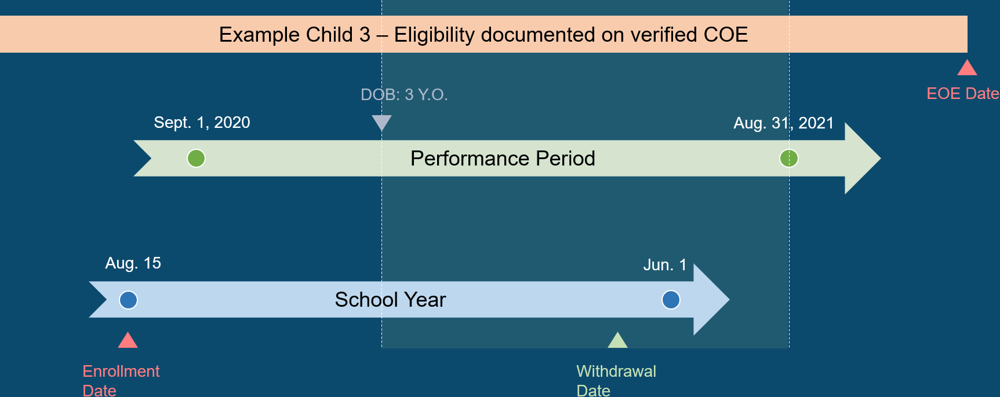 Example Child 3 – Eligibility documented on verified COE
EOE Date
DOB: 3 Y.O.
Sept. 1, 2020
Aug. 31, 2021
Performance Period
Aug. 15
Jun. 1
School Year
Enrollment
Date
Withdrawal
Date